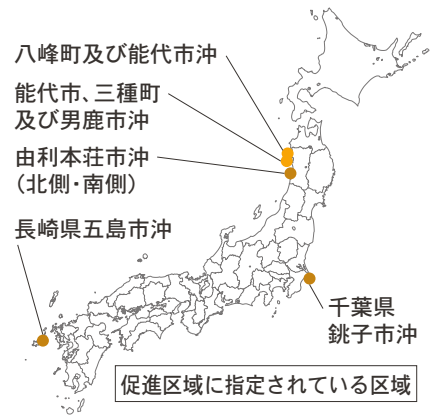 八峰町及び能代市沖
能代市、三種町
及び男鹿市沖
由利本荘市沖
（北側・南側）
長崎県五島市沖
千葉県
銚子市沖
促進区域に指定されている区域